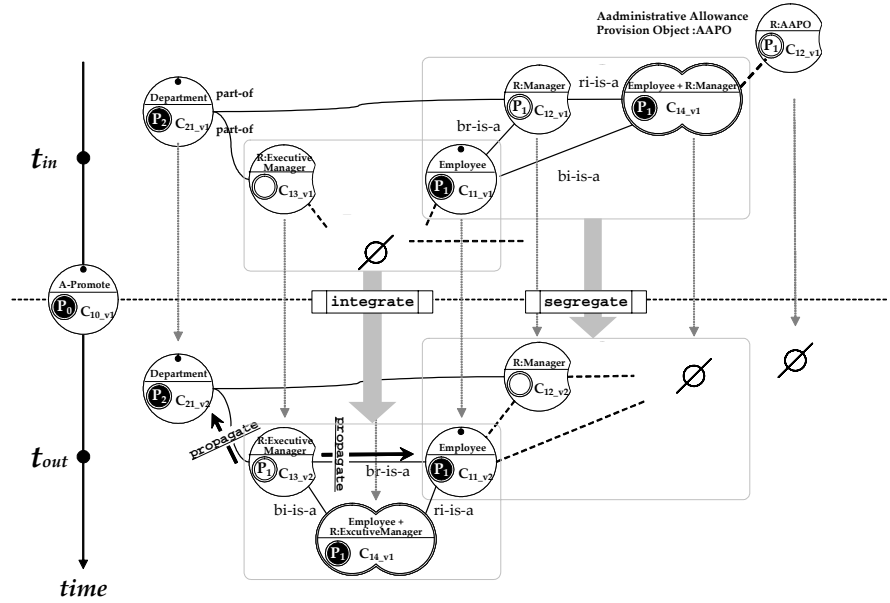 Aadministrative Allowance
Provision Object :AAPO
R:AAPO
P1
C12_v1
Department
P2
C21_v1
part-of
part-of
R:Manager
P1
C12_v1
ri-is-a
Employee + R:Manager
P1
C14_v1
br-is-a
tin
R:Executive
Manager
C13_v1
Employee
P1
C11_v1
bi-is-a
A-Promote
P0
C10_v1
integrate
segregate
Department
P2
C21_v2
R:Manager
C12_v2
propagate
propagate
tout
R:Executive
Manager
P1
C13_v2
br-is-a
Employee
P1
C11_v2
bi-is-a
ri-is-a
Employee +
R:ExcutiveManager
P1
C14_v1
time